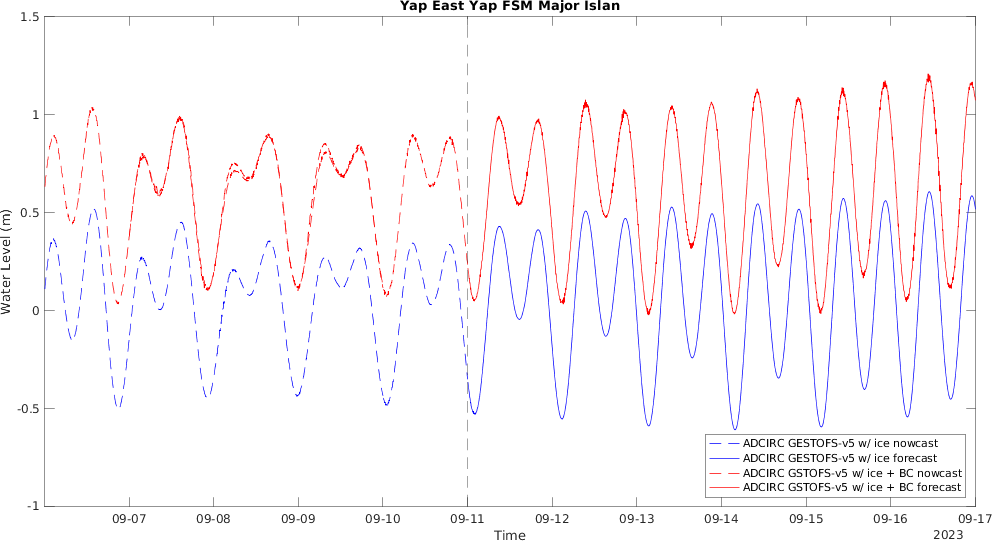 Yap East Yap FSM Major Islan
1.5
1
0.5
0
-0.5
-1
Water Level (m)
ADCIRC GESTOFS-v5 w/ ice nowcast
ADCIRC GESTOFS-v5 w/ ice forecast
ADCIRC GSTOFS-v5 w/ ice + BC nowcast
ADCIRC GSTOFS-v5 w/ ice + BC forecast
09-07 09-08 09-09 09-10 09-11 09-12 09-13 09-14 09-15 09-16 09-17
Time
2023